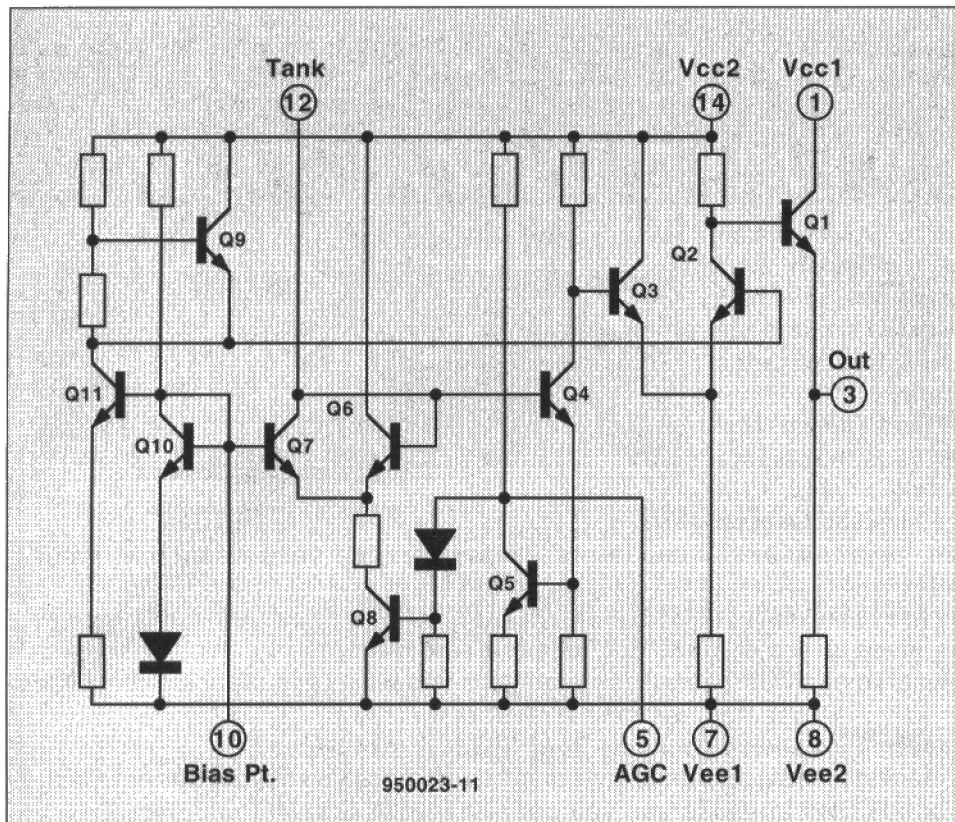 Tank
12
Vcc2
14
Vcc1
1
Q9
Q1
Q2
Q3
Out
3
Q11
Q6
Q4
Q10
Q7
Q5
Q8
10
Bias Pt.
950023-11
5
AGC
7
Vee1
8
Vee2